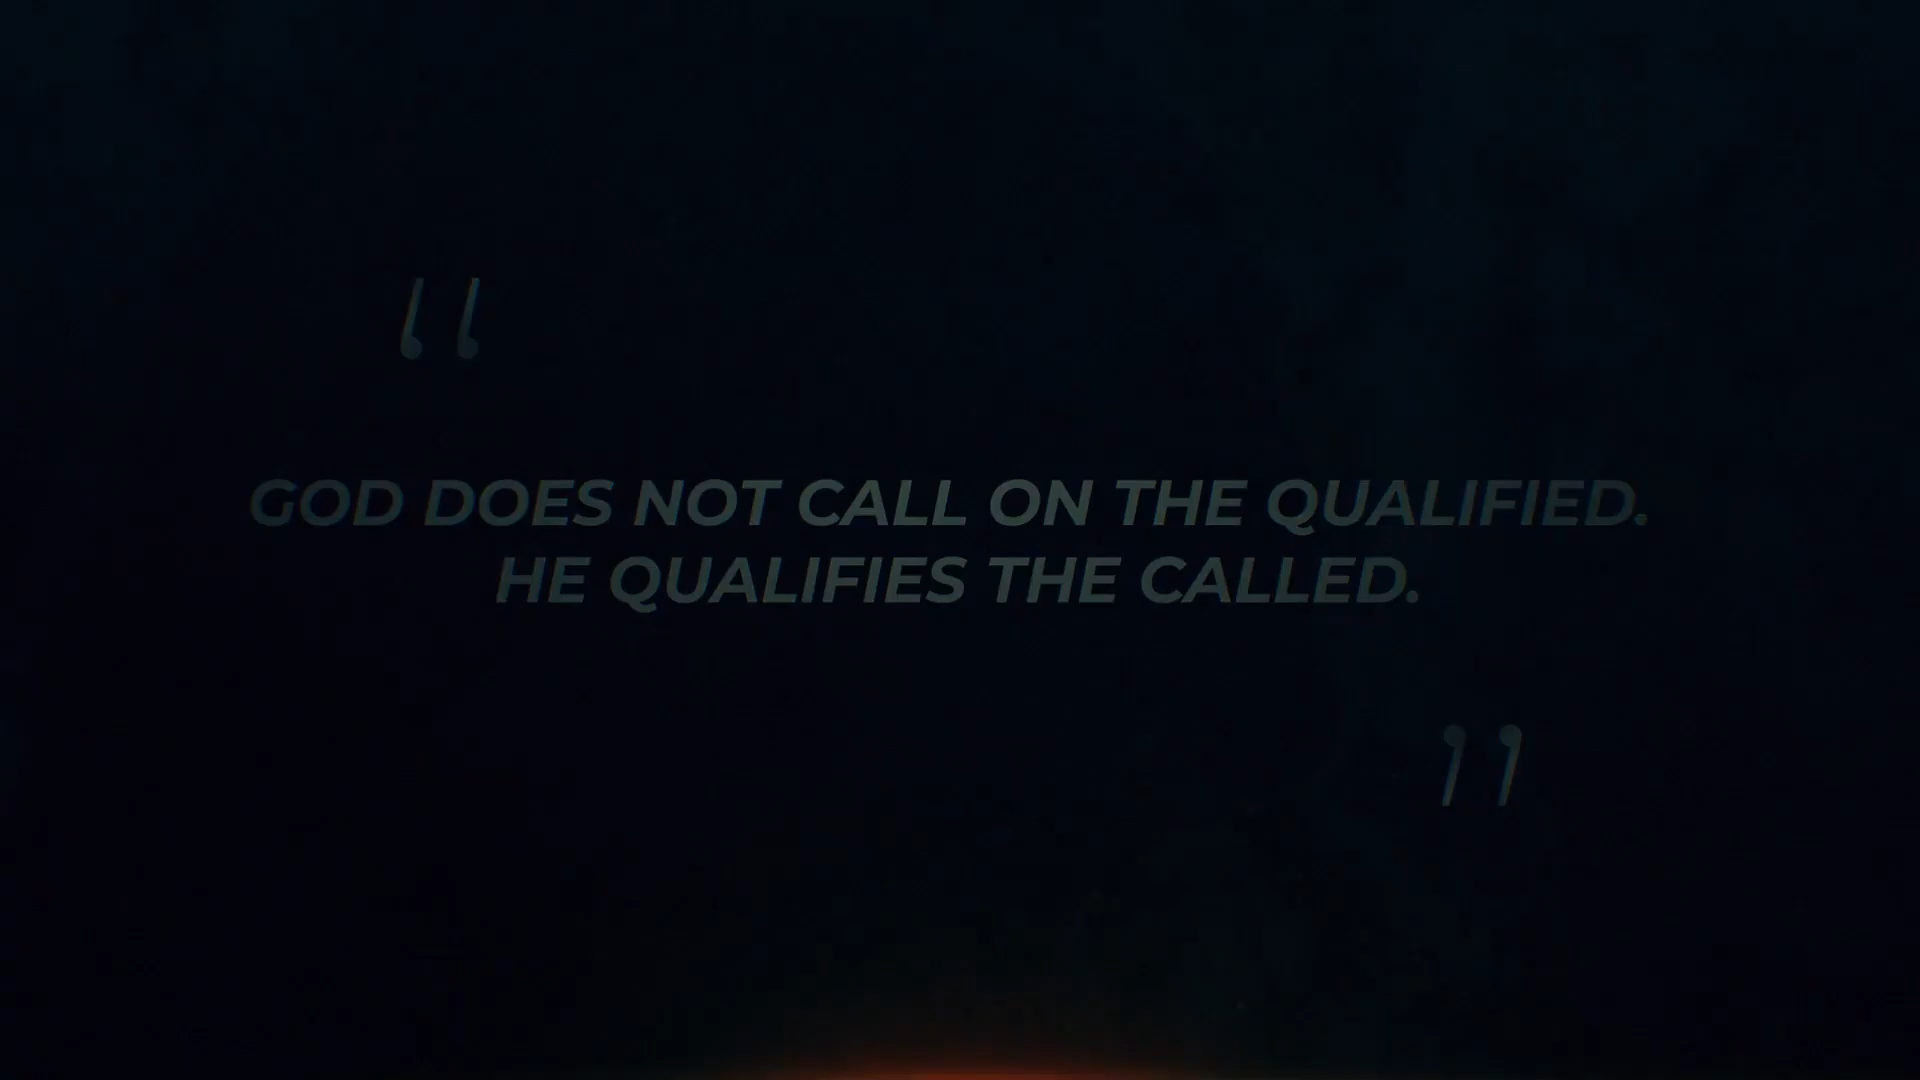 “
GOD DOES NOT CALL ON THE QUALIFIED.
HE QUALIFIES THE CALLED.
”